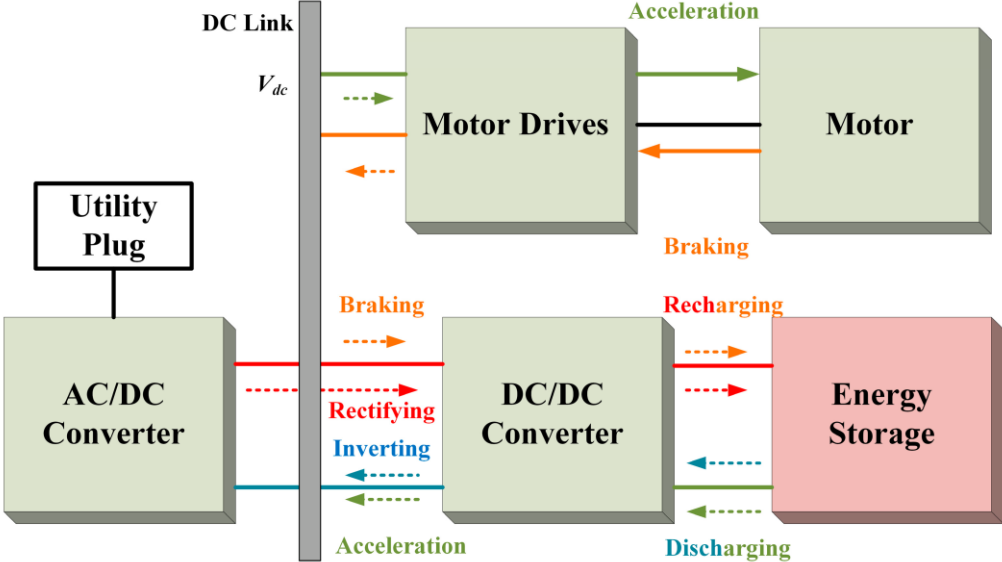 Acceleration
DC Link
Vdc
Motor Drives
Motor
Utility
Plug
Braking
Braking
Recharging
AC/DC
Converter
Rectifying
DC/DC
Converter
Energy
Storage
Inverting
Acceleration
Discharging